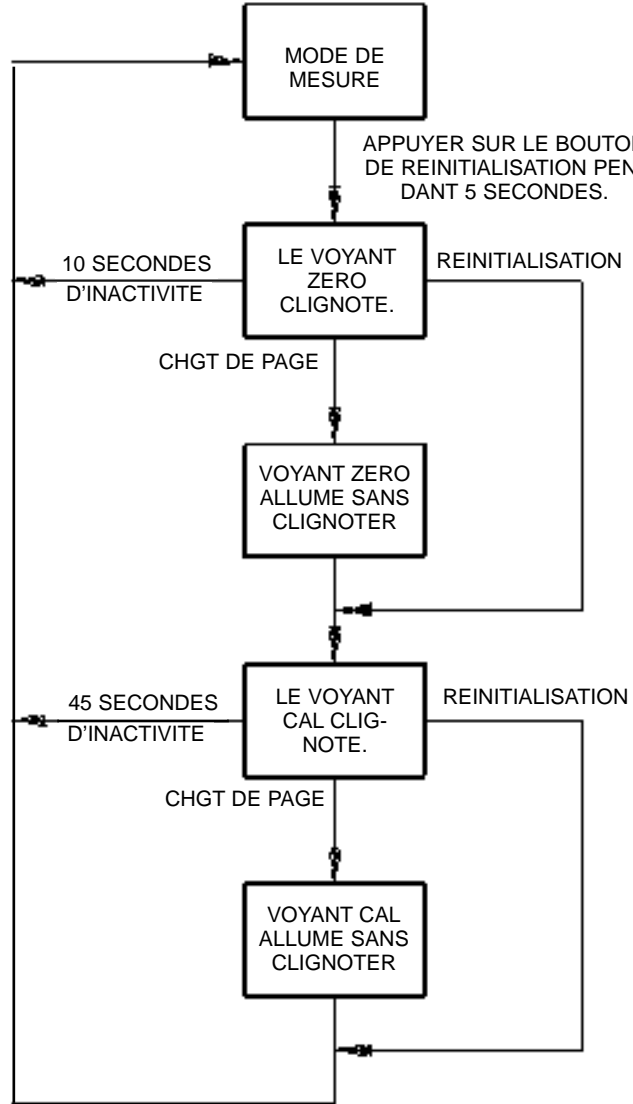 MODE DE
MESURE
APPUYER SUR LE BOUTO
DE REINITIALISATION PEN
DANT 5 SECONDES.
10 SECONDES
D'INACTIVITE
LE VOYANT
ZERO
CLIGNOTE.
REINITIALISATION
CHGT DE PAGE
VOYANT ZERO
ALLUME SANS
CLIGNOTER
45 SECONDES
D'INACTIVITE
LE VOYANT
CAL CLIG-
NOTE.
REINITIALISATION
CHGT DE PAGE
VOYANT CAL
ALLUME SANS
CLIGNOTER